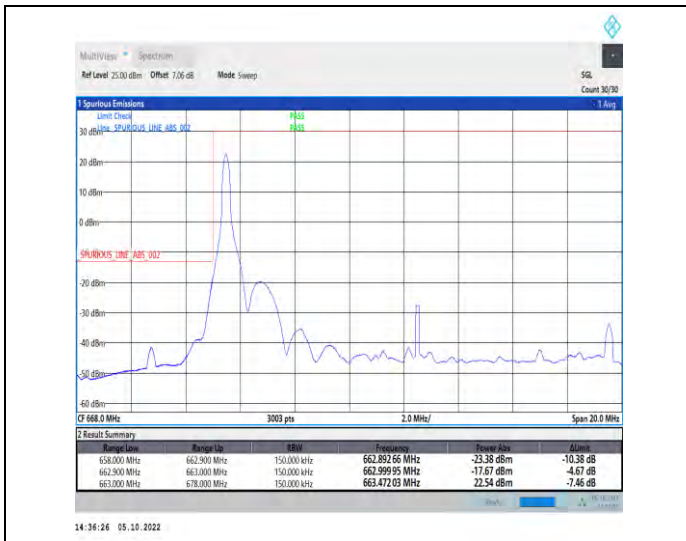 MultiView Spectrum
Ref Level 25.00 dBm Offset 7.06 dB Mode Sweep SGL
Count 30/30
1 Spurious Emissions 1 Avg
Limit Check PASS
Line SPURIOUS_LINE_ABS_002 PASS
30 dBm
20 dBm
10 dBm
0 dBm
SPURIOUS_LINE_ABS_002
-20 dBm
-30 dBm
-40 dBm
-50 dBm
-60 dBm
CF 668.0 MHz 3003 pts 2.0 MHz/ Span 20.0 MHz
2 Result Summary
Range Low Range Up RBW Frequency Power Abs ΔLimit
658.000 MHz 662.900 MHz 150.000 kHz 662.892 66 MHz -23.38 dBm -10.38 dB
662.900 MHz 663.000 MHz 150.000 kHz 662.999 95 MHz -17.67 dBm -4.67 dB
663.000 MHz 678.000 MHz 150.000 kHz 663.472 03 MHz 22.54 dBm -7.46 dB
Ready
14:36:26 05.10.2022